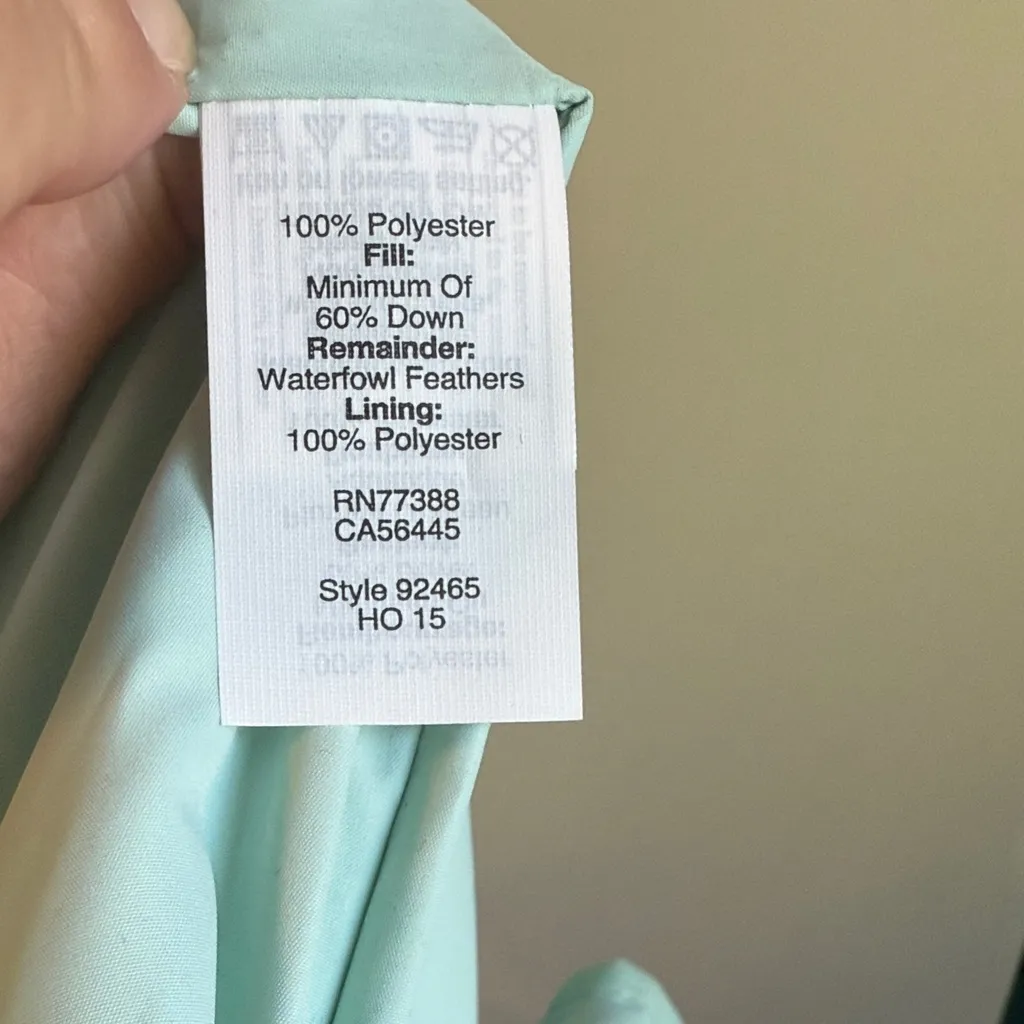 100% Polyester
Fill:
Minimum Of
60% Down
Remainder:
Waterfowl Feathers
Lining:
100% Polyester
RN77388
CA56445
Style 92465
HO 15